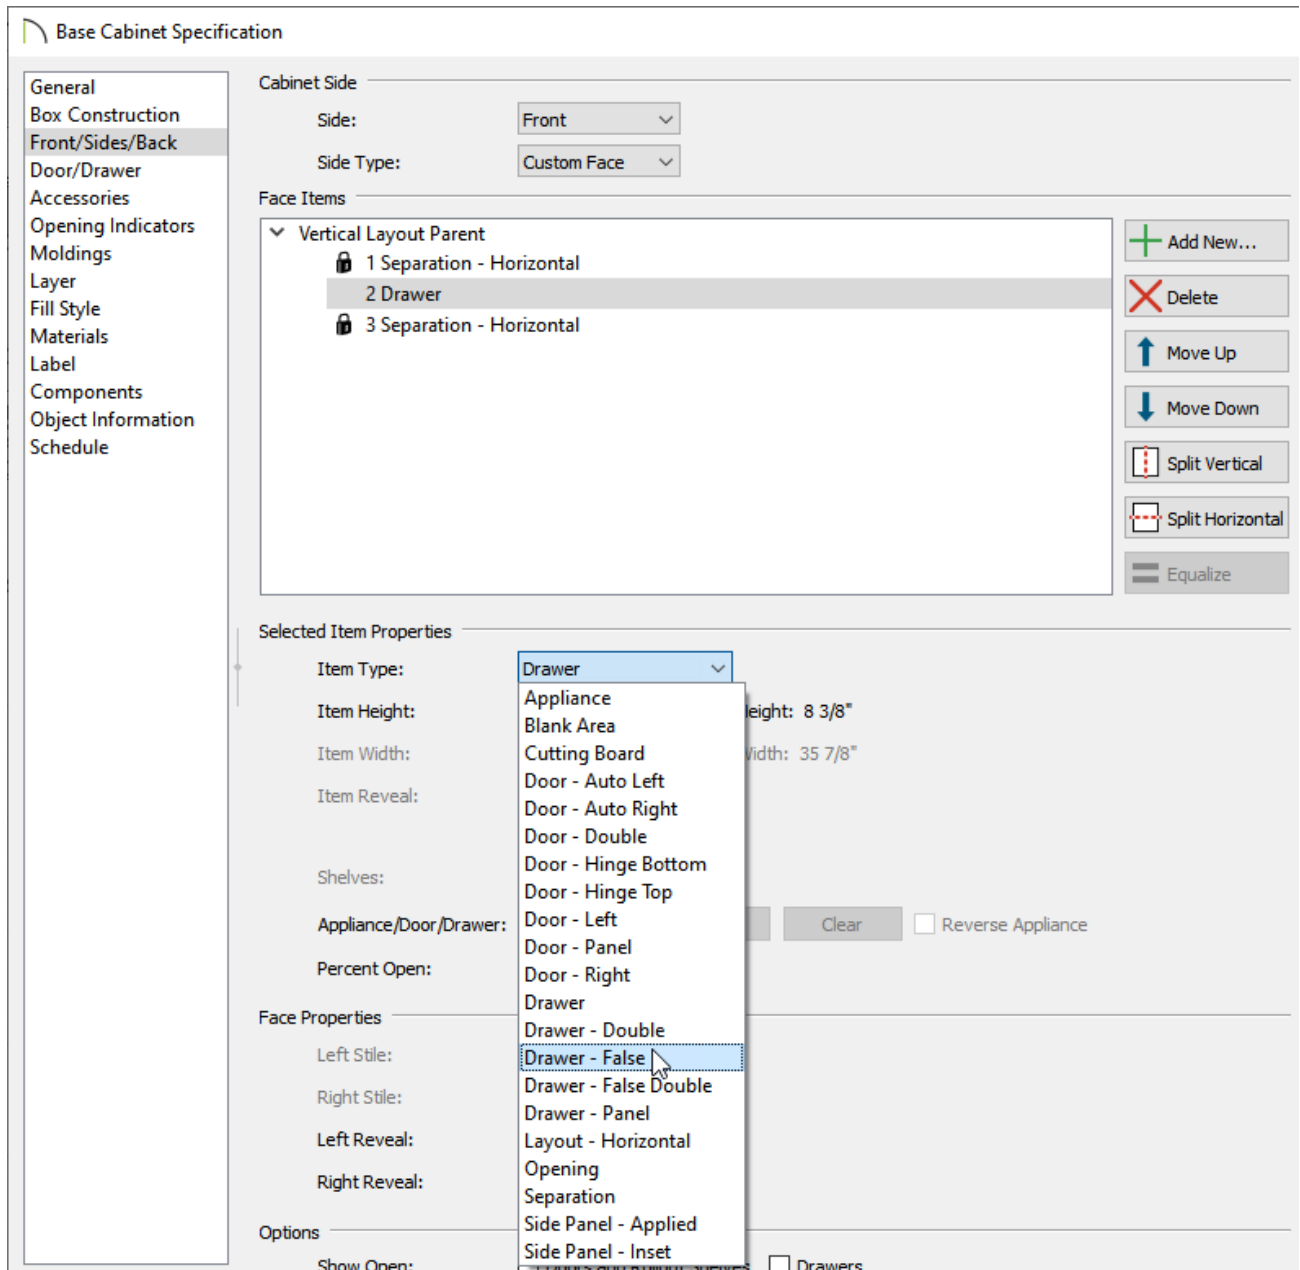 Base Cabinet Specification
General
Box Construction
Front/Sides/Back
Door/Drawer
Accessories
Opening Indicators
Moldings
Layer
Fill Style
Materials
Label
Components
Object Information
Schedule
Cabinet Side
Side: Front
Side Type: Custom Face
Face Items
Vertical Layout Parent
1 Separation - Horizontal
2 Drawer
3 Separation - Horizontal
Add New...
Delete
Move Up
Move Down
Split Vertical
Split Horizontal
Equalize
Selected Item Properties
Item Type: Drawer
Item Height: 8 3/8"
Item Width: 35 7/8"
Item Reveal:
Shelves:
Appliance/Door/Drawer: Clear Reverse Appliance
Percent Open:
Face Properties
Left Stile:
Right Stile:
Left Reveal:
Right Reveal:
Options
Show Open: Drawers
Appliance
Blank Area
Cutting Board
Door - Auto Left
Door - Auto Right
Door - Double
Door - Hinge Bottom
Door - Hinge Top
Door - Left
Door - Panel
Door - Right
Drawer
Drawer - Double
Drawer - False
Drawer - False Double
Drawer - Panel
Layout - Horizontal
Opening
Separation
Side Panel - Applied
Side Panel - Inset